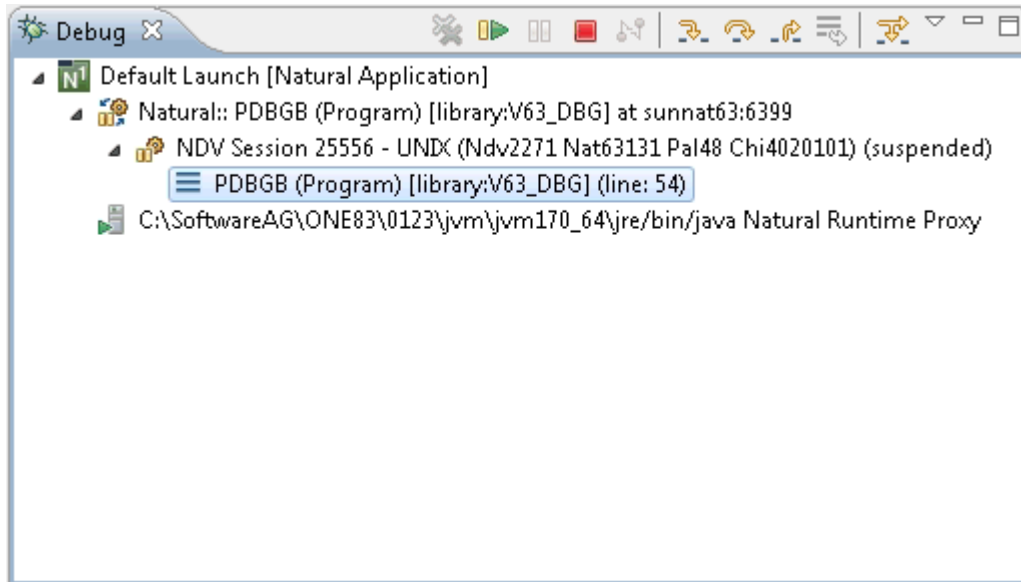 Debug
N1 Default Launch [Natural Application]
Natural:: PDBGB (Program) [library:V63_DBG] at sunnat63:6399
NDV Session 25556 - UNIX (Ndv2271 Nat63131 Pal48 Chi4020101) (suspended)
PDBGB (Program) [library:V63_DBG] (line: 54)
C:\SoftwareAG\ONE83\0123\jvm\jvm170_64\jre/bin/java Natural Runtime Proxy